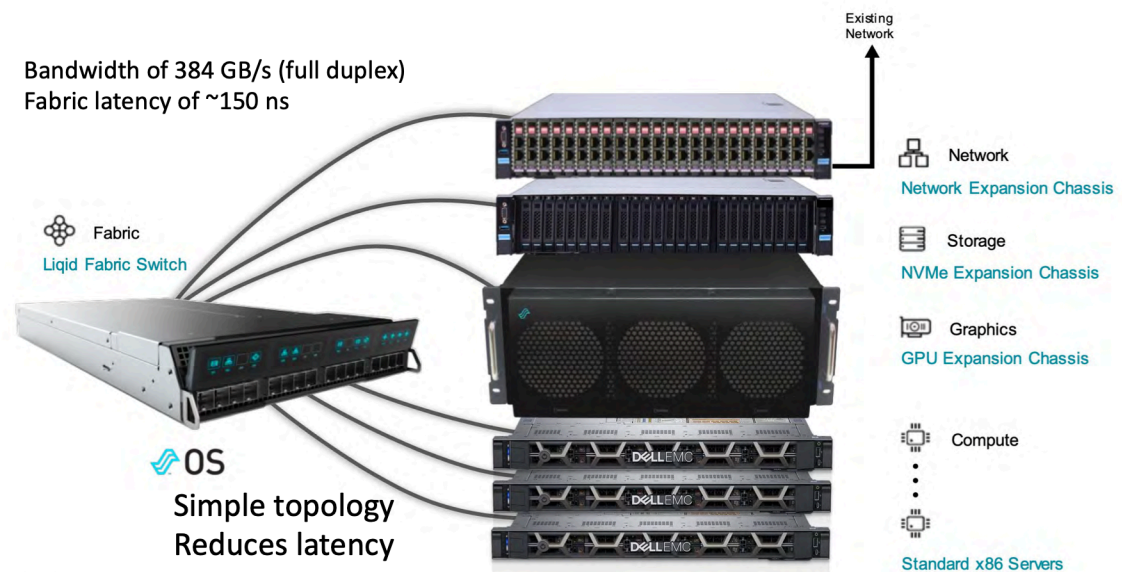 Existing
Network
Bandwidth of 384 GB/s (full duplex)
Fabric latency of ~150 ns
Network
Network Expansion Chassis
Fabric
Liqid Fabric Switch
Storage
NVMe Expansion Chassis
Graphics
GPU Expansion Chassis
OS
Simple topology
Reduces latency
Compute
DELLEMC
DELLEMC
DELLEMC
Standard x86 Servers